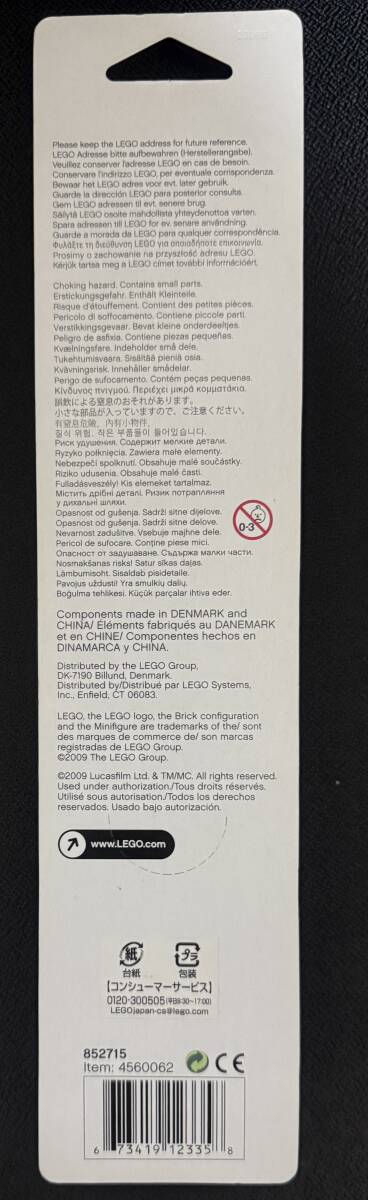 Please keep the LEGO address for future reference.
LEGO Adresse bitte aufbewahren (Herstellerangabe).
Veuillez conserver l'adresse LEGO en cas de besoin.
Conservare l'indirizzo LEGO, per eventuale corrispondenza.
Bewaar het LEGO adres voor evt. later gebruik.
Guarde la dirección LEGO para posterior consulta.
Gem LEGO adressen til evt. senere brug.
Säilytä LEGO osoite mahdollista yhteydenottoa varten.
Spara adressen till LEGO for ev. senare användning.
Guarde a morada da LEGO para qualquer correspondência.
Φυλάξτε τη διεύθυνση LEGO για οποιαδήποτε επικοινωνία.
Prosimy o zachowanie na przyszłość adresu LEGO.
Kérjük tartsa meg a LEGO címet további információért.
Choking hazard. Contains small parts.
Erstickungsgefahr. Enthält Kleinteile.
Risque d'étouffement. Contient des petites pièces.
Pericolo di soffocamento. Contiene piccole parti.
Verstikkingsgevaar. Bevat kleine onderdeeltjes.
Peligro de asfixia. Contiene piezas pequeñas.
Kvælningsfare. Indeholder små dele.
Tukehtumisvaara. Sisältää pieniä osia.
Kvävningsrisk. Innehåller smådelar.
Perigo de sufocamento. Contém peças pequenas.
Κίνδυνος πνιγμού. Περιέχει μικρά κομμάτια.
誤飲による窒息のおそれがあります。
小さな部品が入っていますので、ご注意ください。
有窒息危險，內有小物件，
질식 위험. 작은 부품들이 들어있습니다.
Риск удушения. Содержит мелкие детали.
Ryzyko połknięcia. Zawiera małe elementy.
Nebezpečí spolknutí. Obsahuje malé součástky.
Riziko udusenia. Obsahuje malé časti.
Fulladásveszély! Kis elemeket tartalmaz.
Містить дрібні деталі. Ризик потрапляння
у дихальні шляхи.
Opasnost od gušenja. Sadrži sitne dijelove.
Opasnost od gušenja. Sadrži sitne delove.
Nevarnost zadušitve. Vsebuje majhne dele.
Pericol de sufocare. Conţine piese mici.
Опасност от задушаване. Съдържа малки части.
Nosmakšanas risks! Satur sīkas daļas.
Lämbumisoht. Sisaldab pisidetaile.
Pavojus uždusti! Yra smulkių dalių.
Boğulma tehlikesi. Küçük parçalar ihtiva eder.
0-3
Components made in DENMARK and
CHINA/ Éléments fabriqués au DANEMARK
et en CHINE/ Componentes hechos en
DINAMARCA y CHINA.
Distributed by the LEGO Group,
DK-7190 Billund, Denmark.
Distributed by/Distribué par LEGO Systems,
Inc., Enfield, CT 06083.
LEGO, the LEGO logo, the Brick configuration
and the Minifigure are trademarks of the/ sont
des marques de commerce de/ son marcas
registradas de LEGO Group.
©2009 The LEGO Group.
©2009 Lucasfilm Ltd. & TM/MC. All rights reserved.
Used under authorization./Tous droits réservés.
Utilisé sous autorisation./Todos los derechos
reservados. Usado bajo autorización.
www.LEGO.com
紙 プラ
台紙 包装
【コンシューマーサービス】
0120-300505(平日8:30~17:00)
LEGOjapan-cs@lego.com
852715
Item: 4560062
CE
6 73419 12335 8